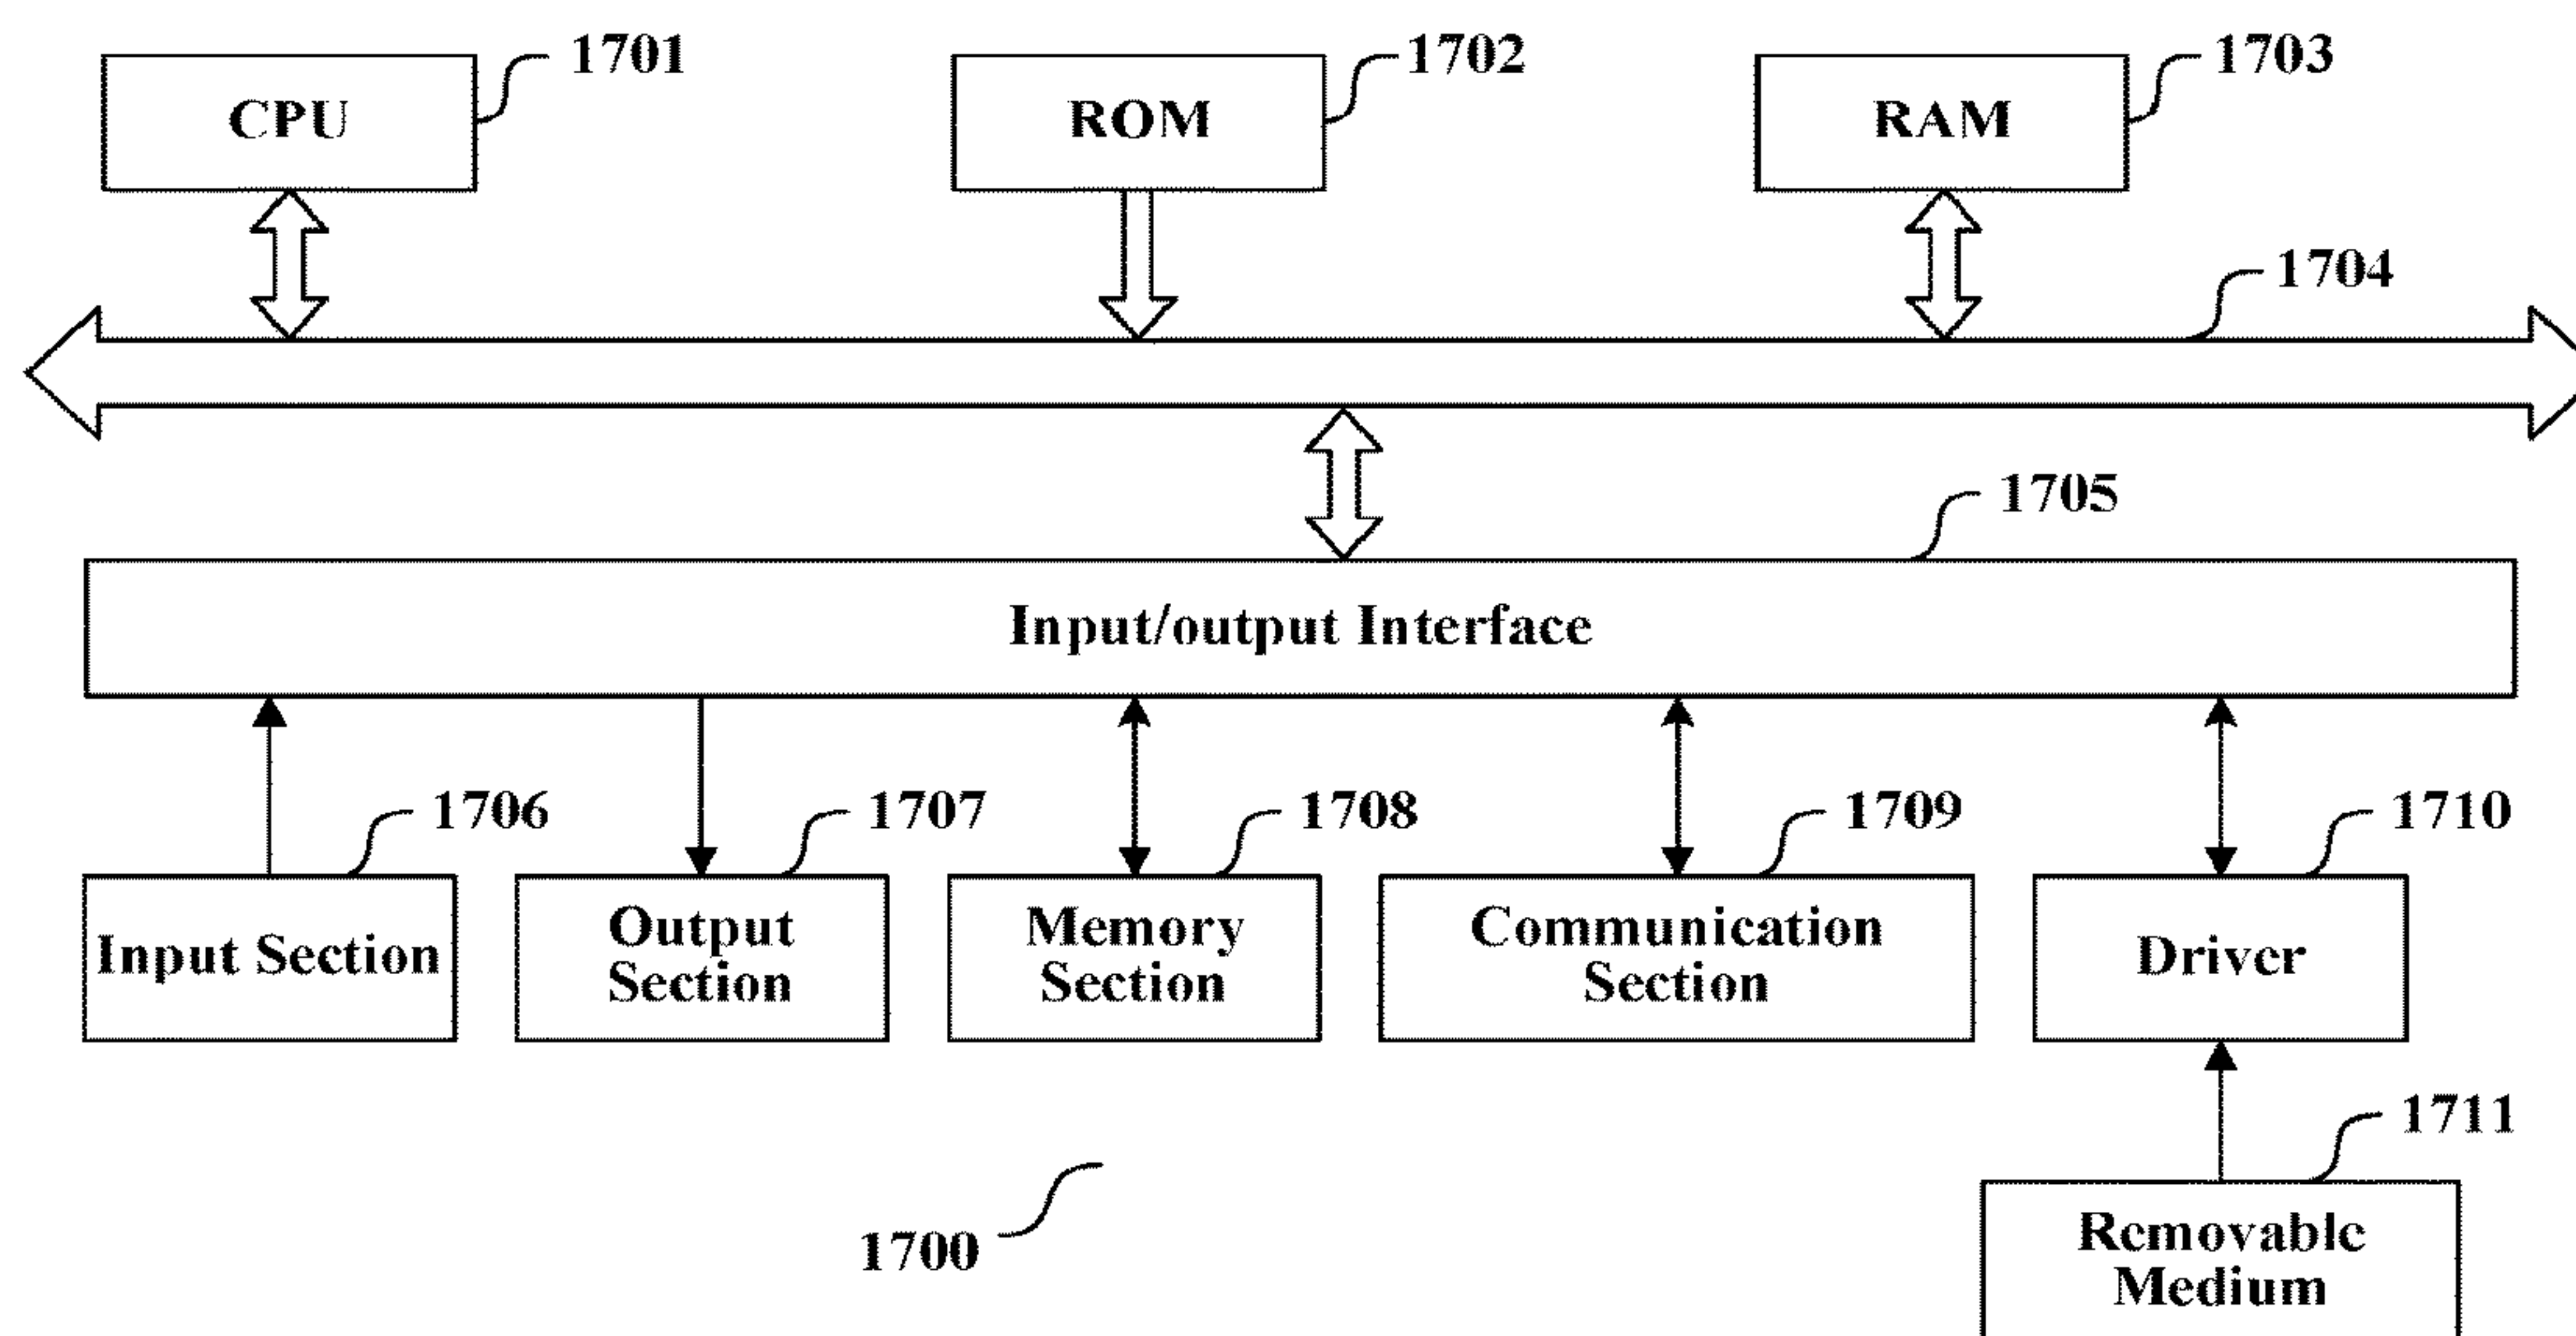 1701
1702
1703
CPU
ROM
RAM
1704
1705
Input/output Interface
1706
1707
1708
1709
1710
Input Section
Output
Section
Memory
Section
Communication
Section
Driver
1711
1700
Removable
Medium